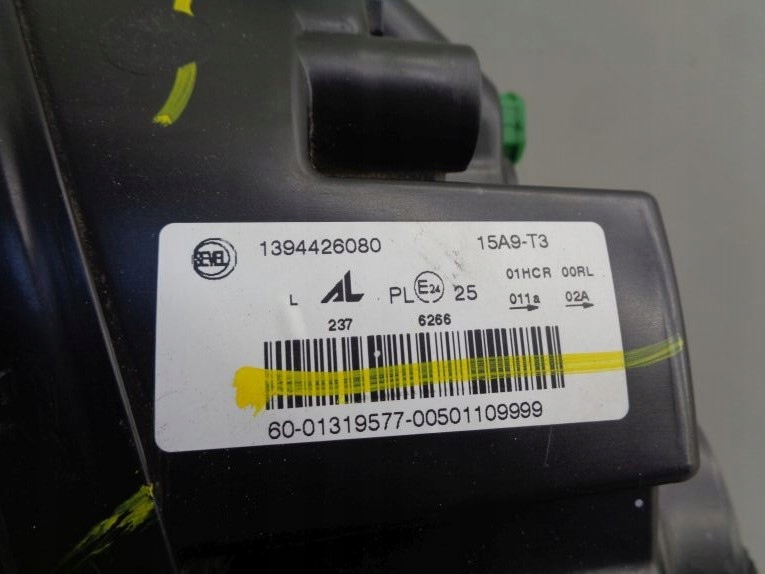 SEVEL 1394426080 15A9-T3
01HCR 00RL
L AL PL E24 25 011a 02A
237 6266
60-01319577-00501109999